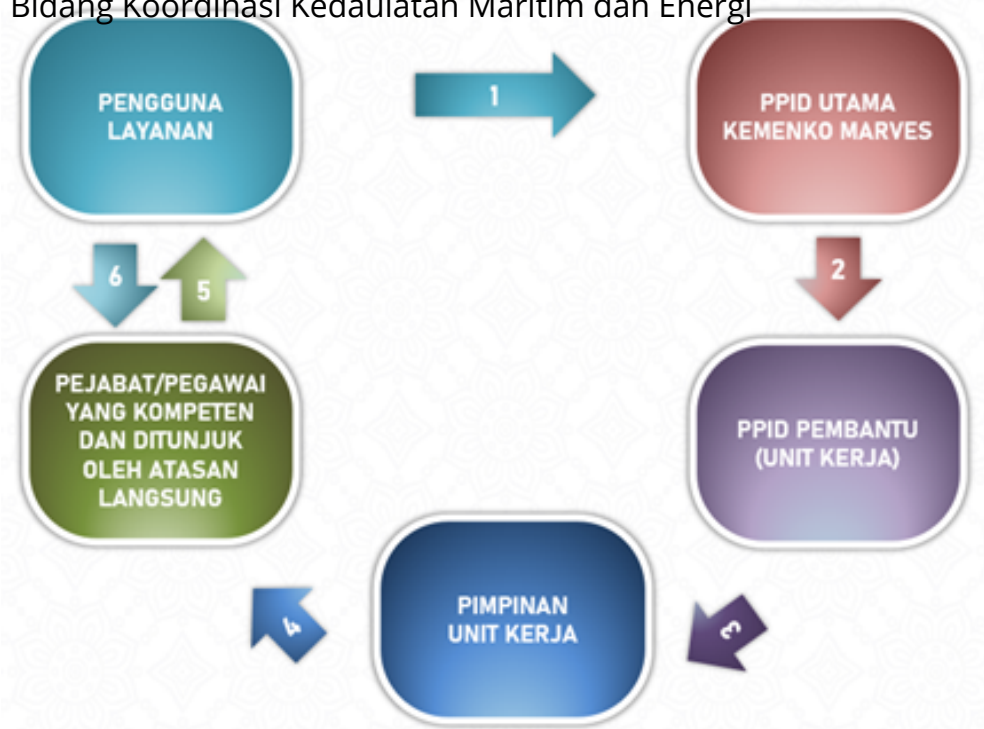 Bidang Koordinasi Kedaulatan Maritim dan Energi
PENGGUNA
LAYANAN
1
PPID UTAMA
KEMENKO MARVES
2
PPID PEMBANTU
(UNIT KERJA)
3
PIMPINAN
UNIT KERJA
4
PEJABAT/PEGAWAI
YANG KOMPETEN
DAN DITUNJUK
OLEH ATASAN
LANGSUNG
5
6